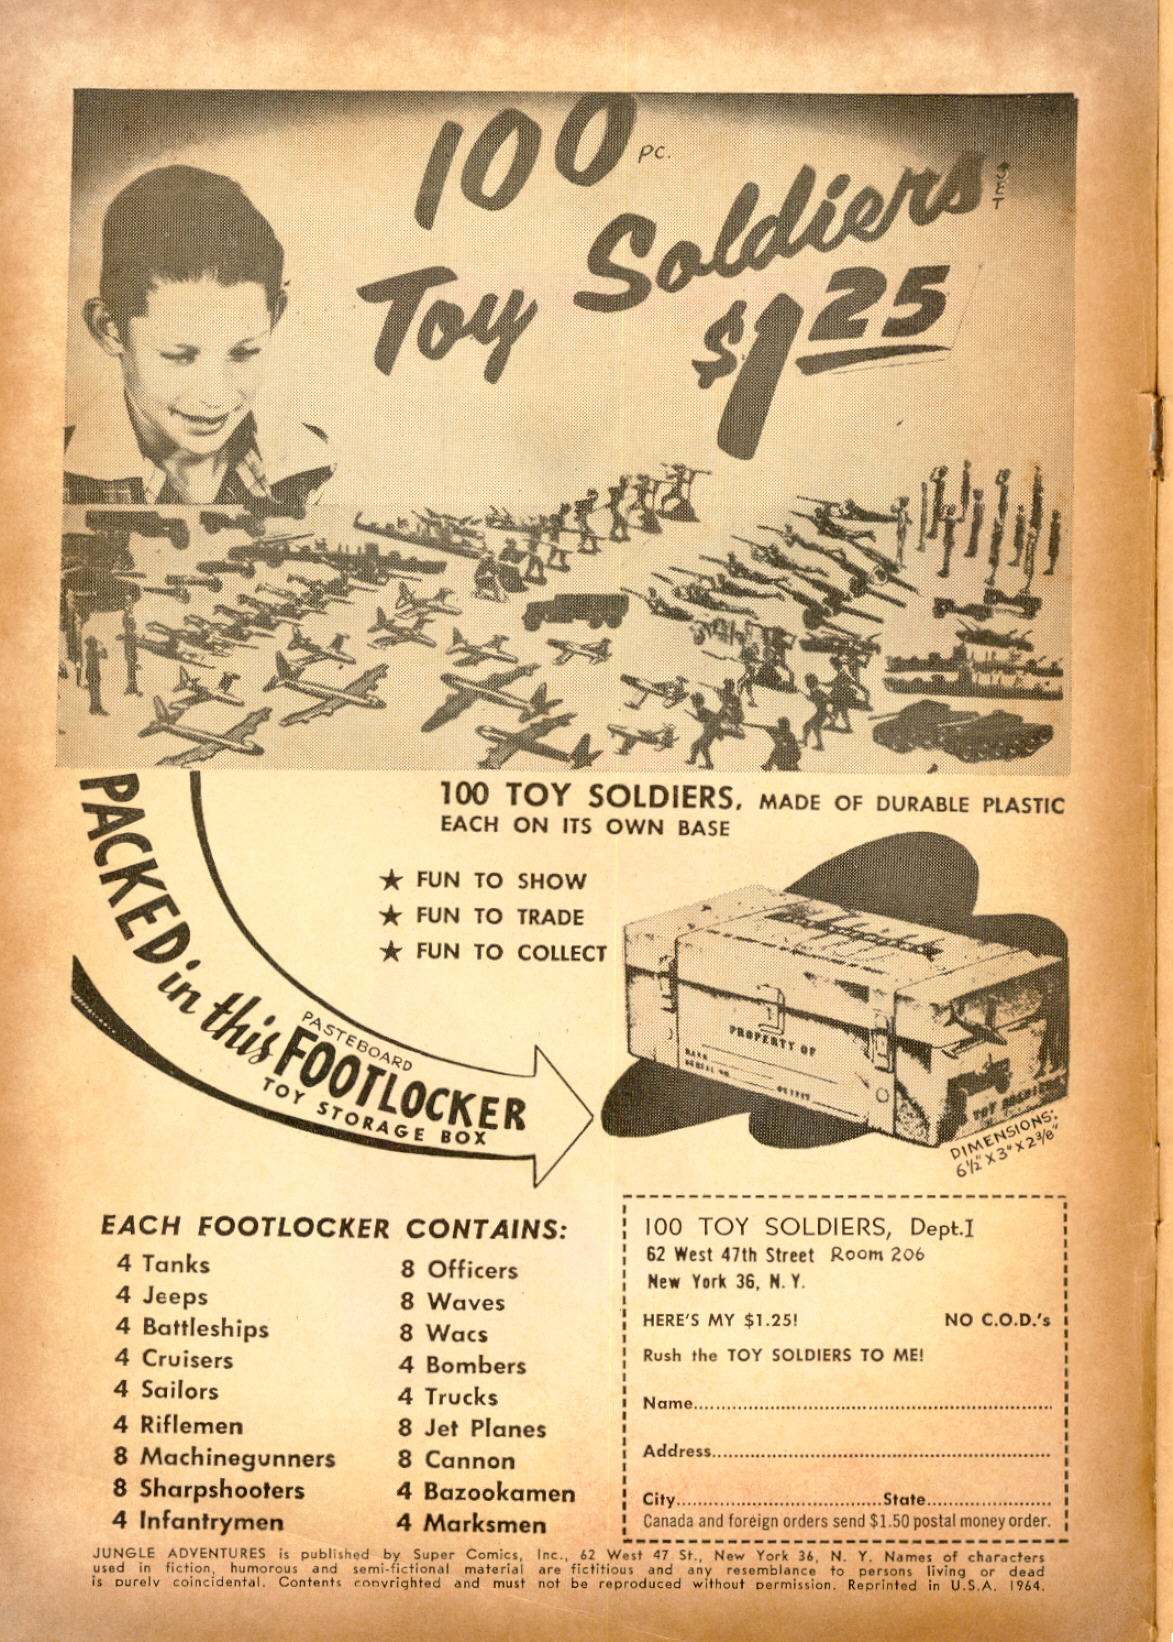 100 PC.
Toy Soldiers SET
$1 25
PACKED in this
PASTEBOARD
FOOTLOCKER
TOY STORAGE BOX
100 TOY SOLDIERS, MADE OF DURABLE PLASTIC
EACH ON ITS OWN BASE
★ FUN TO SHOW
★ FUN TO TRADE
★ FUN TO COLLECT
PROPERTY OF
TOY
DIMENSIONS:
6½" X 3" X 2⅜"
EACH FOOTLOCKER CONTAINS:
4 Tanks
4 Jeeps
4 Battleships
4 Cruisers
4 Sailors
4 Riflemen
8 Machinegunners
8 Sharpshooters
4 Infantrymen
8 Officers
8 Waves
8 Wacs
4 Bombers
4 Trucks
8 Jet Planes
8 Cannon
4 Bazookamen
4 Marksmen
100 TOY SOLDIERS, Dept.I
62 West 47th Street Room 206
New York 36, N. Y.
HERE'S MY $1.25! NO C.O.D.'s
Rush the TOY SOLDIERS TO ME!
Name
Address
City State
Canada and foreign orders send $1.50 postal money order.
JUNGLE ADVENTURES is published by Super Comics, Inc., 62 West 47 St., New York 36, N. Y. Names of characters
used in fiction, humorous and semi-fictional material are fictitious and any resemblance to persons living or dead
is purely coincidental. Contents copyrighted and must not be reproduced without permission. Reprinted in U.S.A. 1964.